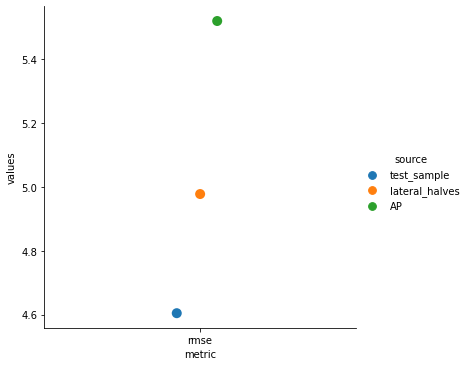 5.4
5.2
5.0
4.8
4.6
values
rmse
metric
source
test_sample
lateral_halves
AP